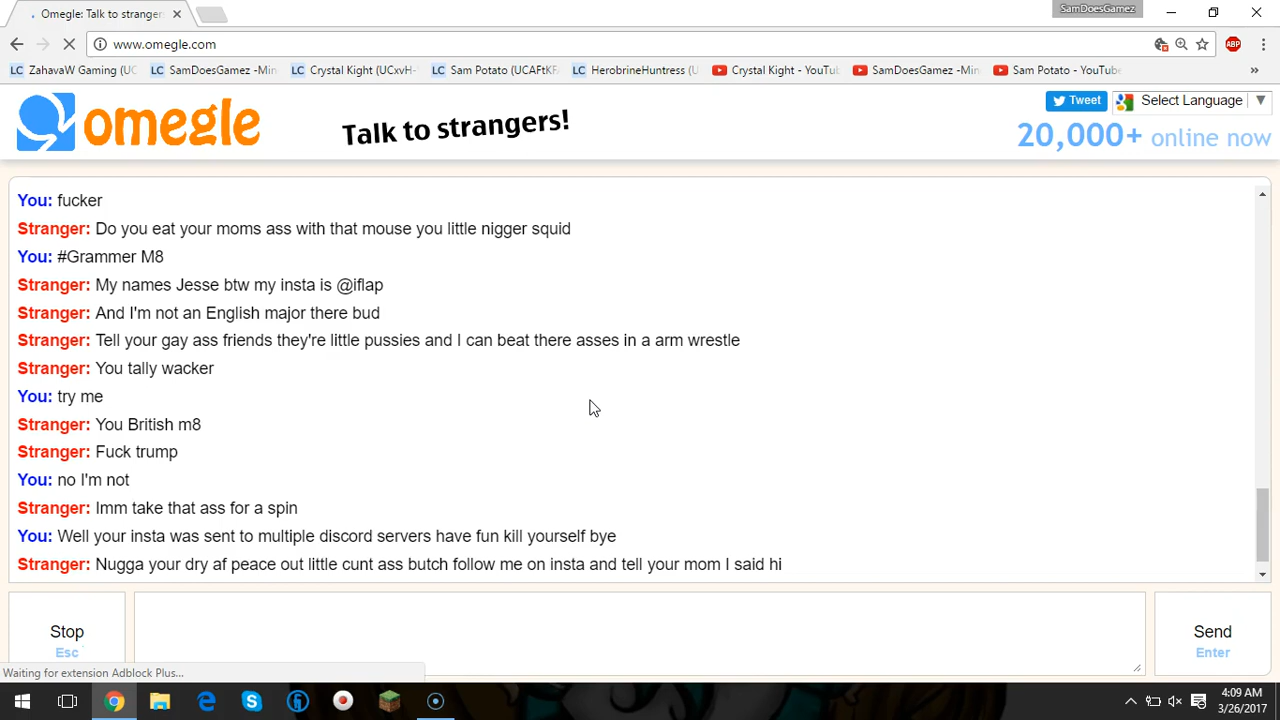 Omegle: Talk to stranger
SamDoesGamez
www.omegle.com
ABP
LC ZahavaW Gaming (UC
LC SamDoesGamez -Min
LC Crystal Kight (UCxvH-
LC Sam Potato (UCAFtKF
LC HerobrineHuntress (U
Crystal Kight - YouTu
SamDoesGamez -Min
Sam Potato - YouTube
»
omegle
Talk to strangers!
Tweet
Select Language ▼
20,000+ online now
You: fucker
Stranger: Do you eat your moms ass with that mouse you little nigger squid
You: #Grammer M8
Stranger: My names Jesse btw my insta is @iflap
Stranger: And I'm not an English major there bud
Stranger: Tell your gay ass friends they're little pussies and I can beat there asses in a arm wrestle
Stranger: You tally wacker
You: try me
Stranger: You British m8
Stranger: Fuck trump
You: no I'm not
Stranger: Imm take that ass for a spin
You: Well your insta was sent to multiple discord servers have fun kill yourself bye
Stranger: Nugga your dry af peace out little cunt ass butch follow me on insta and tell your mom I said hi
Stop
Esc
Send
Enter
Waiting for extension Adblock Plus...
4:09 AM
3/26/2017